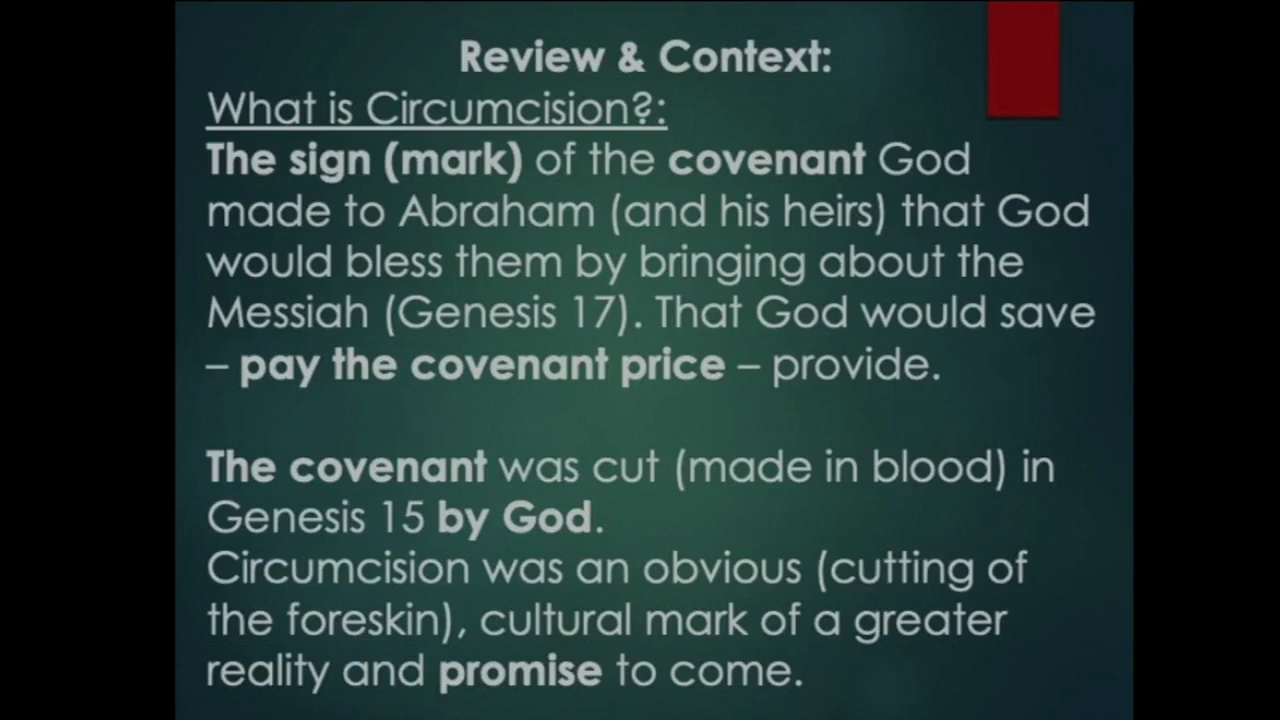 Review & Context:
What is Circumcision?:
The sign (mark) of the covenant God
made to Abraham (and his heirs) that God
would bless them by bringing about the
Messiah (Genesis 17). That God would save
– pay the covenant price – provide.
The covenant was cut (made in blood) in
Genesis 15 by God.
Circumcision was an obvious (cutting of
the foreskin), cultural mark of a greater
reality and promise to come.